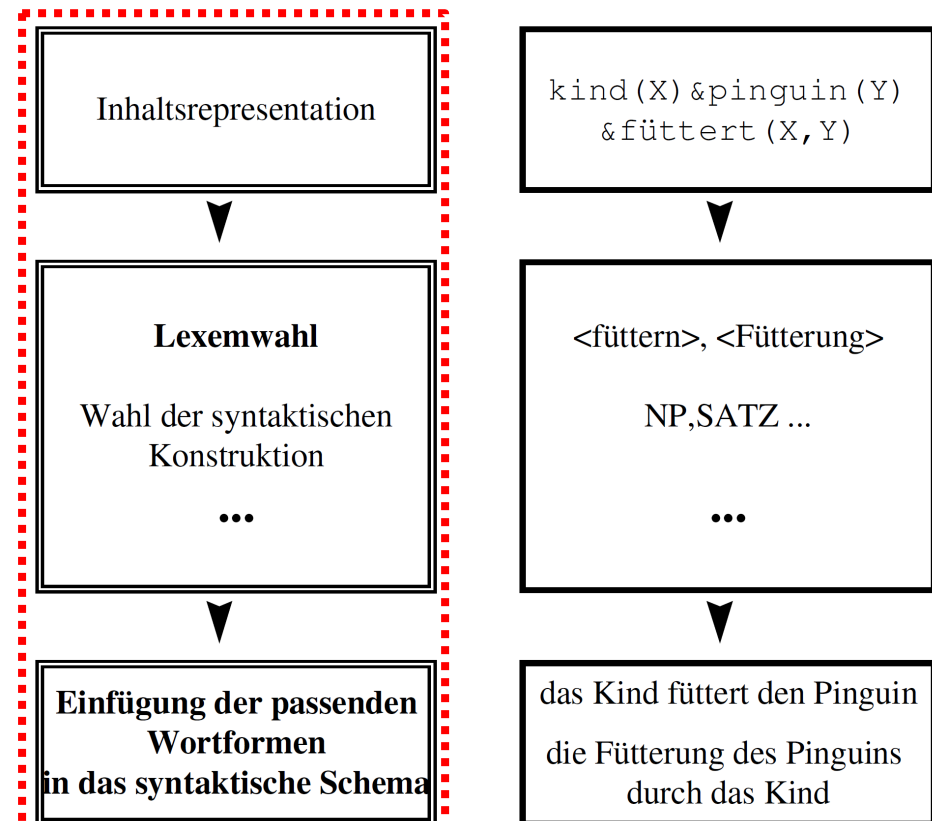 Inhaltsrepresentation
Lexemwahl
Wahl der syntaktischen
Konstruktion
...
Einfügung der passenden
Wortformen
in das syntaktische Schema
kind(X)&pinguin(Y)
&füttert(X,Y)
<füttern>, <Fütterung>
NP,SATZ ...
...
das Kind füttert den Pinguin
die Fütterung des Pinguins
durch das Kind